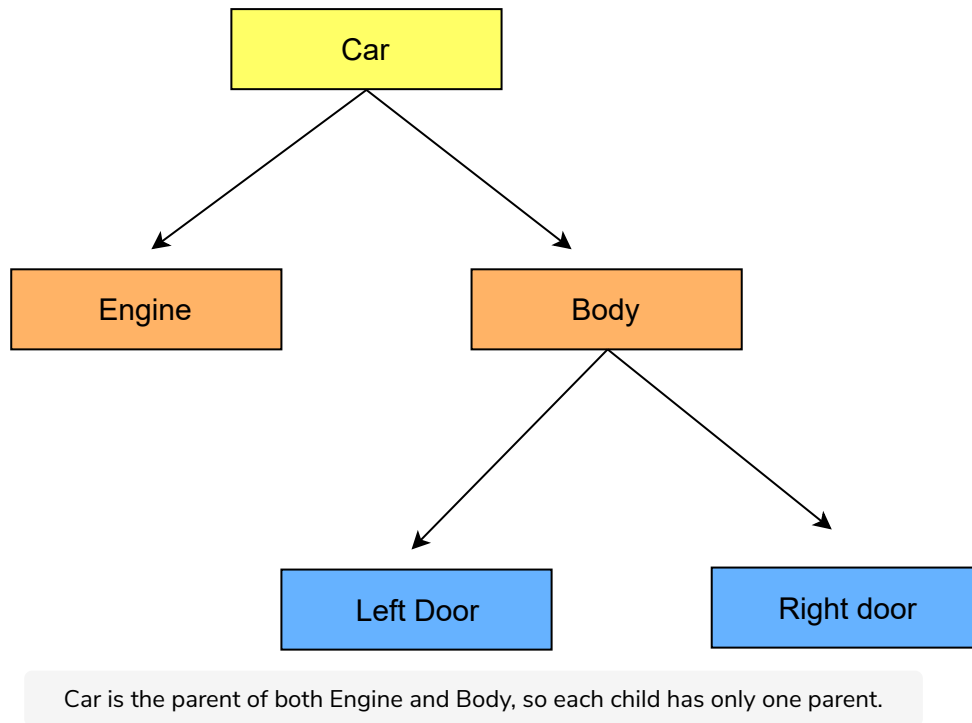 Car
Engine
Body
Left Door
Right door
Car is the parent of both Engine and Body, so each child has only one parent.